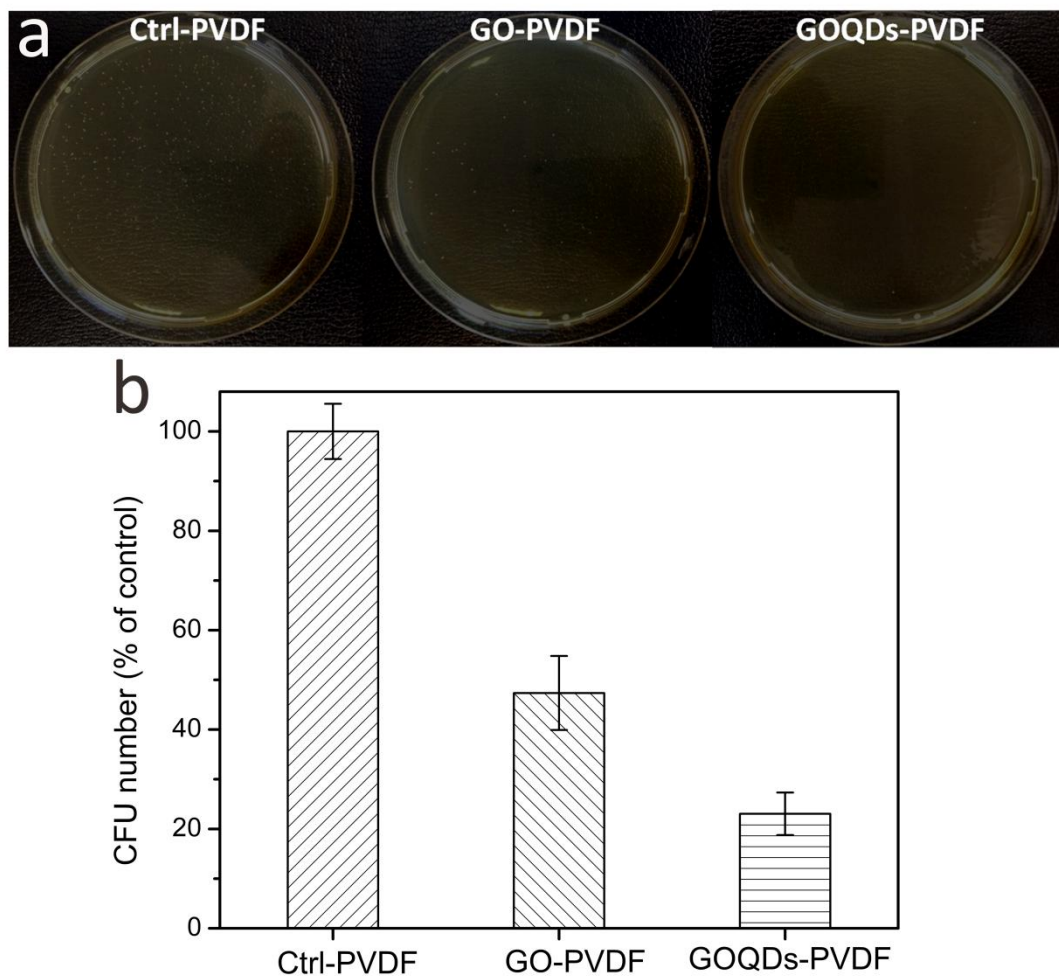 a
Ctrl-PVDF
GO-PVDF
GOQDs-PVDF
b
CFU number (% of control)
100
80
60
40
20
0
Ctrl-PVDF
GO-PVDF
GOQDs-PVDF